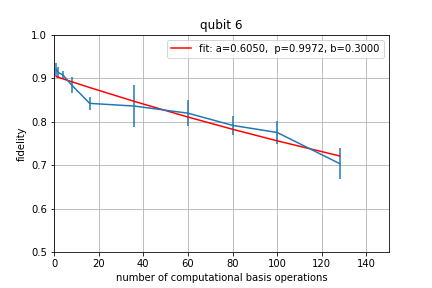 qubit 6
fit: a=0.6050,  p=0.9972, b=0.3000
1.0
0.9
0.8
0.7
0.6
0.5
fidelity
0 20 40 60 80 100 120 140
number of computational basis operations